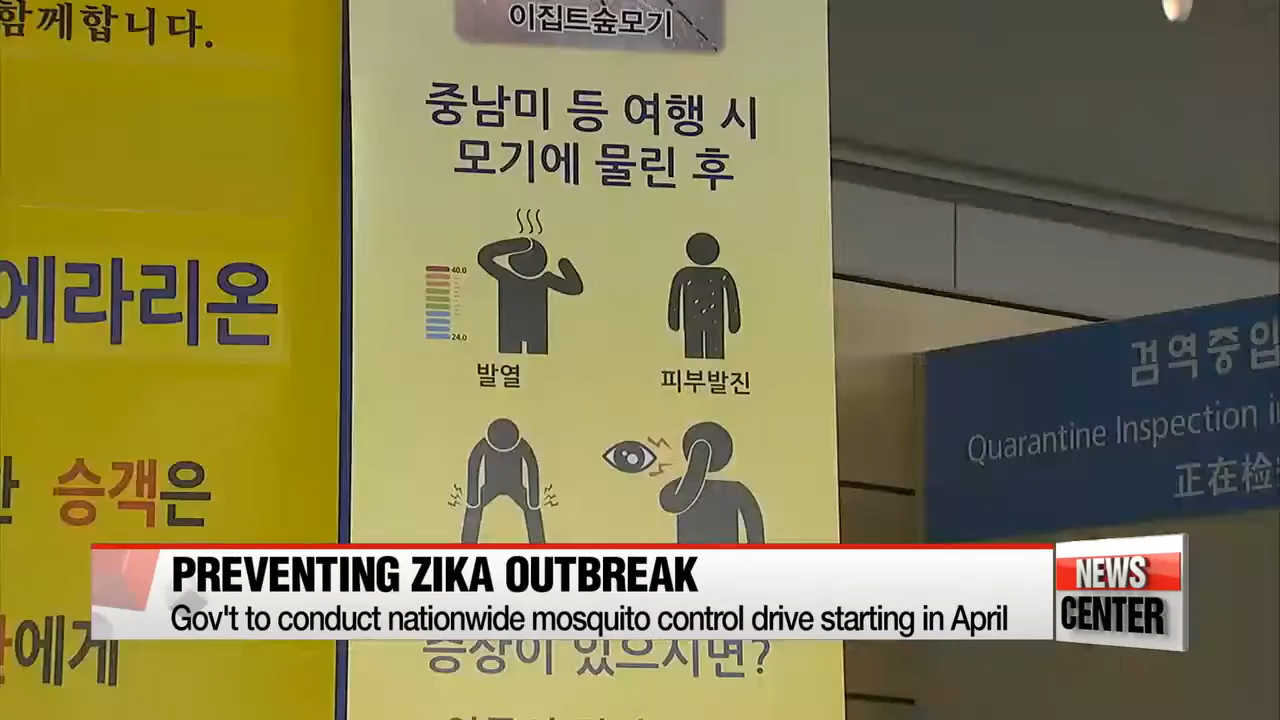 함께합니다.
에라리온
승객은
에게
이집트숲모기
중남미 등 여행 시
모기에 물린 후
40.0
24.0
발열
피부발진
증상이 있으시면?
검역중입
Quarantine Inspection i
正在检
PREVENTING ZIKA OUTBREAK
Gov't to conduct nationwide mosquito control drive starting in April
NEWS
CENTER